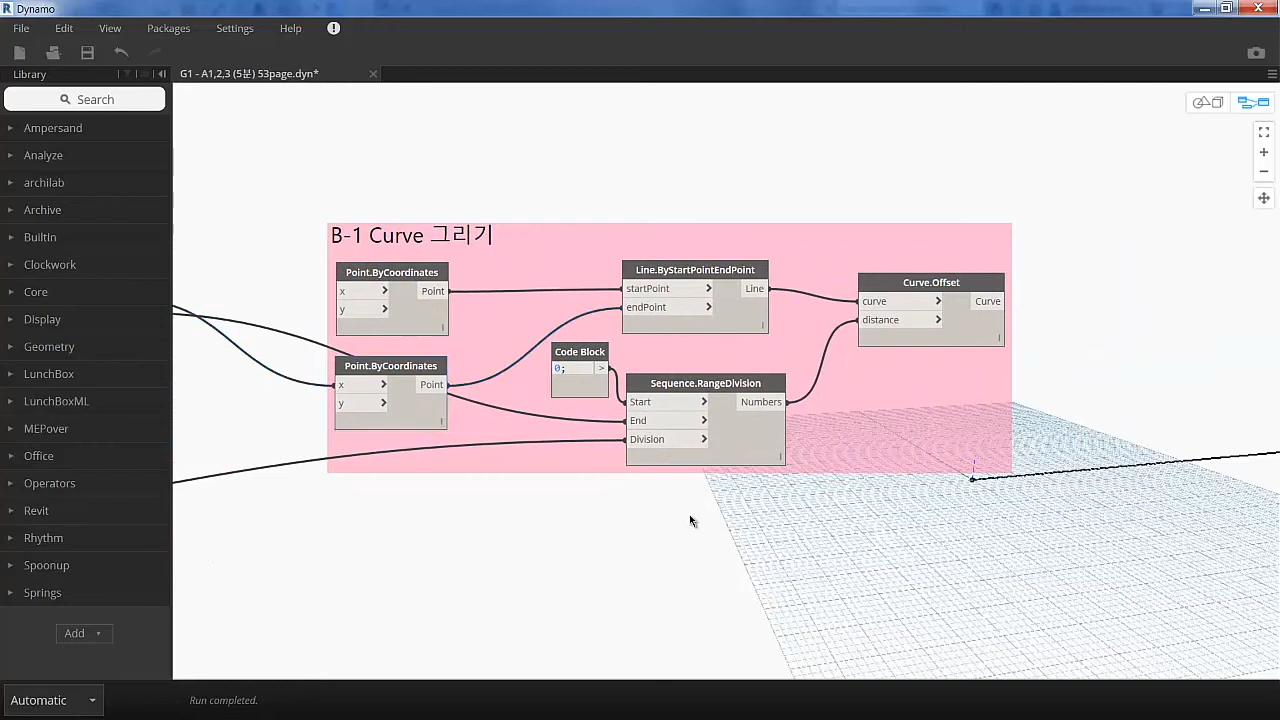 Dynamo
File Edit View Packages Settings Help
Library
G1 - A1,2,3 (5분) 53page.dyn*
Search
Ampersand
Analyze
archilab
Archive
BuiltIn
Clockwork
Core
Display
Geometry
LunchBox
LunchBoxML
MEPover
Office
Operators
Revit
Rhythm
Spoonup
Springs
Add
B-1 Curve 그리기
Point.ByCoordinates
x > Point
y >
Point.ByCoordinates
x > Point
y >
Line.ByStartPointEndPoint
startPoint > Line
endPoint >
Code Block
0; >
Sequence.RangeDivision
Start > Numbers
End >
Division >
Curve.Offset
curve > Curve
distance >
Automatic
Run completed.